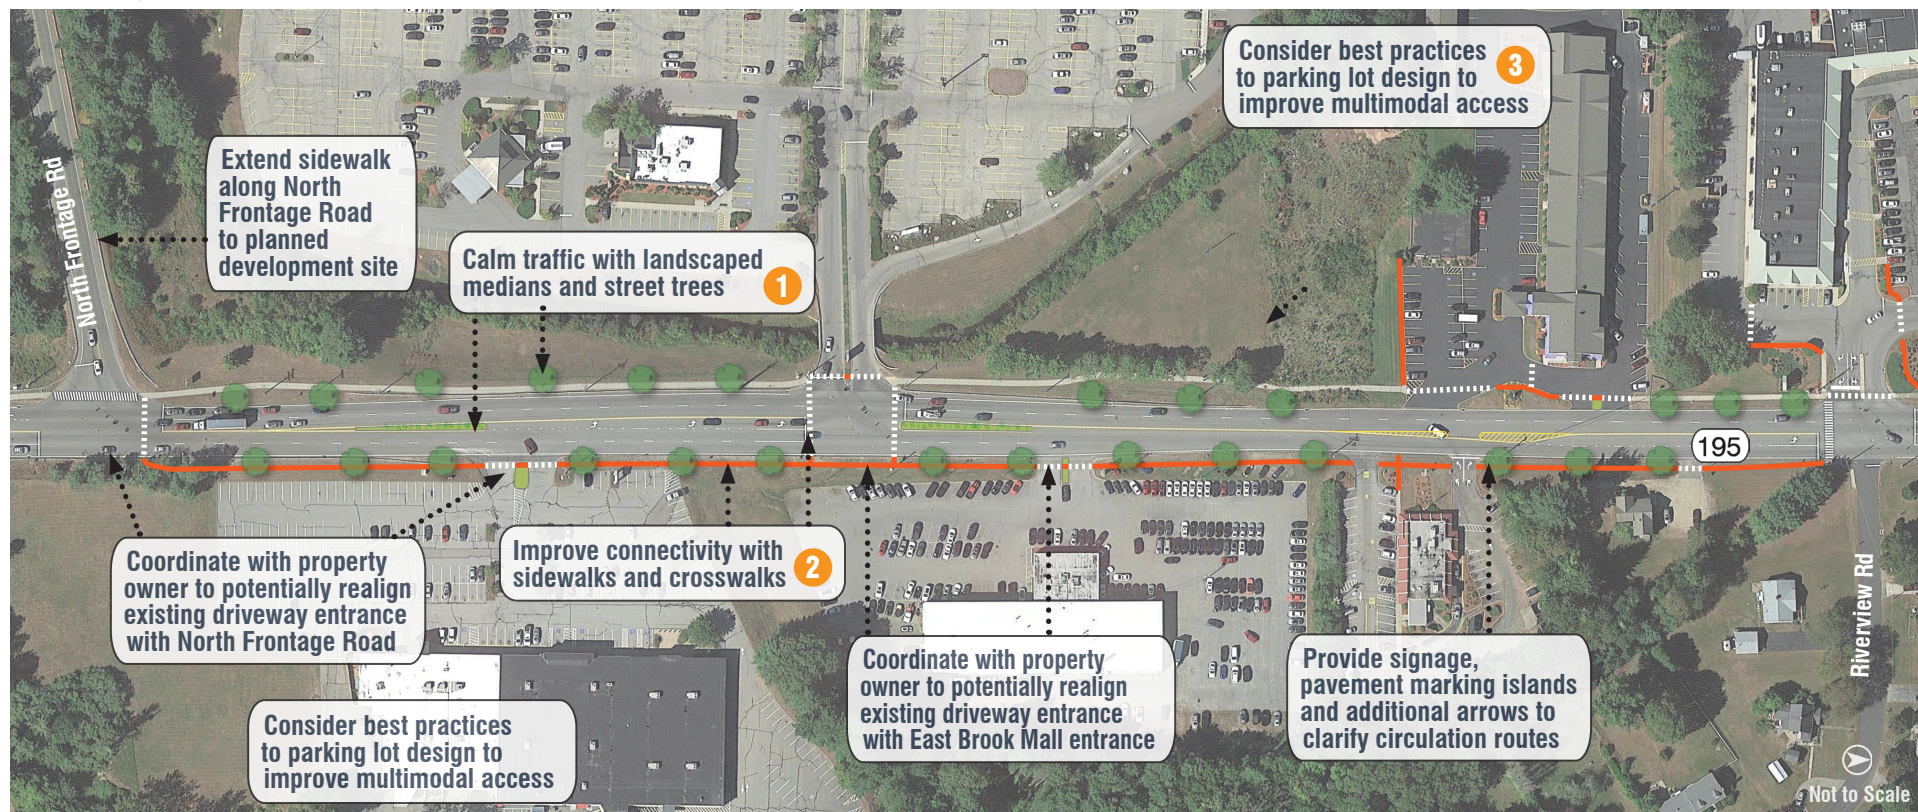 Consider best practices
to parking lot design to
improve multimodal access
3
Extend sidewalk
along North
Frontage Road
to planned
development site
North Frontage Rd
Calm traffic with landscaped
medians and street trees
1
195
Improve connectivity with
sidewalks and crosswalks
2
Coordinate with property
owner to potentially realign
existing driveway entrance
with North Frontage Road
Coordinate with property
owner to potentially realign
existing driveway entrance
with East Brook Mall entrance
Provide signage,
pavement marking islands
and additional arrows to
clarify circulation routes
Riverview Rd
Consider best practices
to parking lot design to
improve multimodal access
Not to Scale